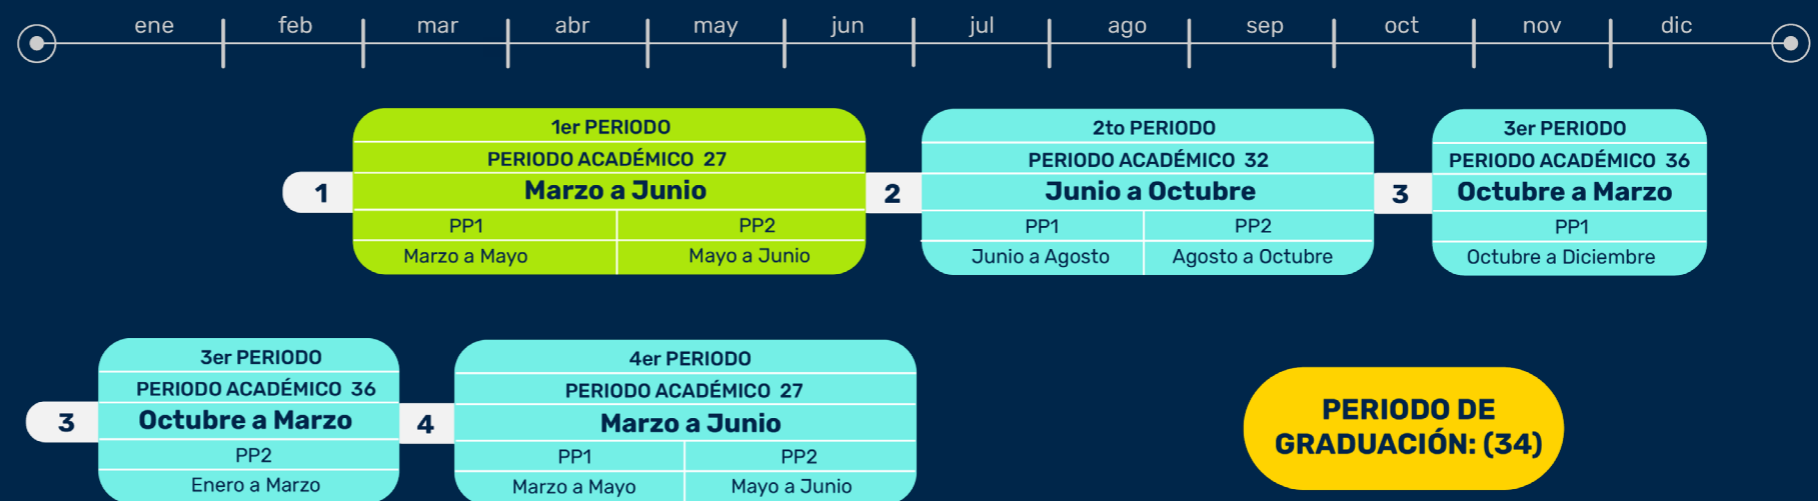 ene feb mar abr may jun jul ago sep oct nov dic
1er PERIODO
PERIODO ACADÉMICO 27
1 Marzo a Junio
PP1 PP2
Marzo a Mayo Mayo a Junio
2to PERIODO
PERIODO ACADÉMICO 32
2 Junio a Octubre
PP1 PP2
Junio a Agosto Agosto a Octubre
3er PERIODO
PERIODO ACADÉMICO 36
3 Octubre a Marzo
PP1
Octubre a Diciembre
3er PERIODO
PERIODO ACADÉMICO 36
3 Octubre a Marzo
PP2
Enero a Marzo
4er PERIODO
PERIODO ACADÉMICO 27
4 Marzo a Junio
PP1 PP2
Marzo a Mayo Mayo a Junio
PERIODO DE
GRADUACIÓN: (34)